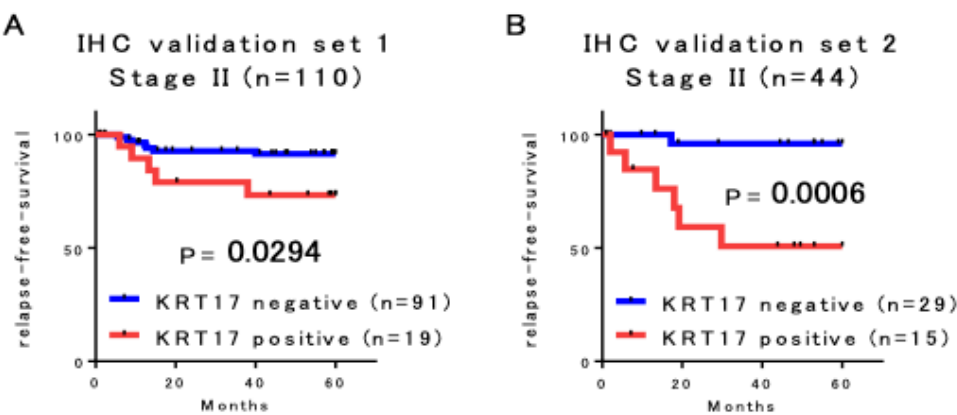 A
IHC validation set 1
Stage II (n=110)
relapse-free-survival
100
50
0
P = 0.0294
KRT17 negative (n=91)
KRT17 positive (n=19)
0 20 40 60
Months
B
IHC validation set 2
Stage II (n=44)
relapse-free-survival
100
50
0
P = 0.0006
KRT17 negative (n=29)
KRT17 positive (n=15)
0 20 40 60
Months